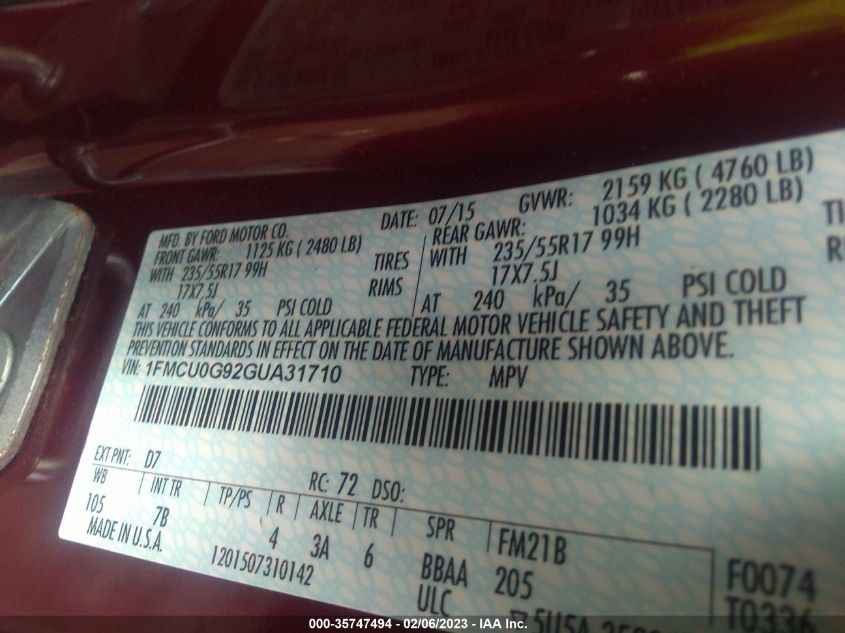 MFD. BY FORD MOTOR CO. DATE: 07/15 GVWR: 2159 KG ( 4760 LB)
FRONT GAWR: 1125 KG ( 2480 LB) REAR GAWR: 1034 KG ( 2280 LB)
WITH 235/55R17 99H TIRES WITH 235/55R17 99H
17X7.5J RIMS 17X7.5J
AT 240 kPa/ 35 PSI COLD AT 240 kPa/ 35 PSI COLD
THIS VEHICLE CONFORMS TO ALL APPLICABLE FEDERAL MOTOR VEHICLE SAFETY AND THEFT
PREVENTION STANDARDS IN EFFECT ON THE DATE OF MANUFACTURE SHOWN ABOVE.
VIN: 1FMCU0G92GUA31710 TYPE: MPV
EXT PNT: D7 RC: 72 DSO:
WB INT TR TP/PS R AXLE TR SPR FM21B F0074
105 7B 4 3A 6 BBAA 205 T0336
MADE IN U.S.A. 1201507310142 ULC
000-35747494 - 02/06/2023 - IAA Inc.